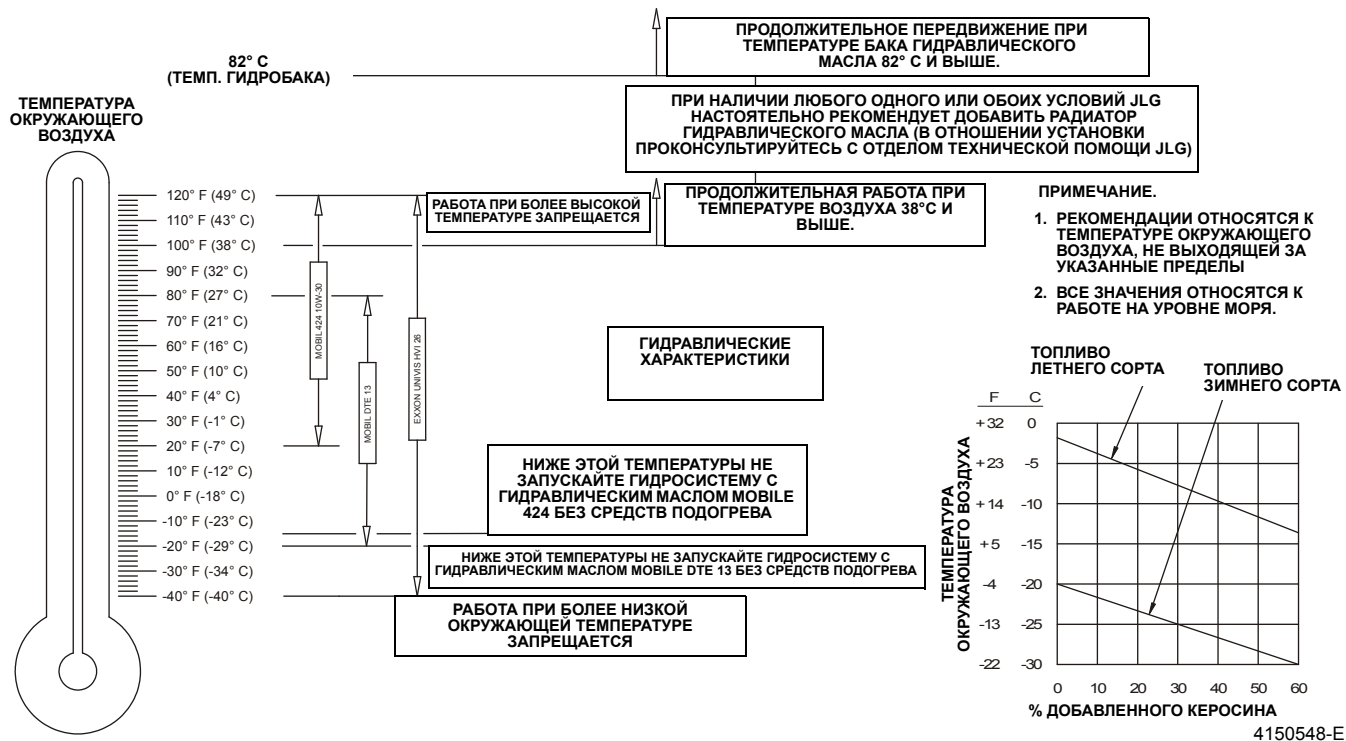 82° C
(ТЕМП. ГИДРОБАКА)
ПРОДОЛЖИТЕЛЬНОЕ ПЕРЕДВИЖЕНИЕ ПРИ
ТЕМПЕРАТУРЕ БАКА ГИДРАВЛИЧЕСКОГО
МАСЛА 82° C И ВЫШЕ.
ПРИ НАЛИЧИИ ЛЮБОГО ОДНОГО ИЛИ ОБОИХ УСЛОВИЙ JLG
НАСТОЯТЕЛЬНО РЕКОМЕНДУЕТ ДОБАВИТЬ РАДИАТОР
ГИДРАВЛИЧЕСКОГО МАСЛА (В ОТНОШЕНИИ УСТАНОВКИ
ПРОКОНСУЛЬТИРУЙТЕСЬ С ОТДЕЛОМ ТЕХНИЧЕСКОЙ ПОМОЩИ JLG)
ТЕМПЕРАТУРА
ОКРУЖАЮЩЕГО
ВОЗДУХА
120° F (49° C)
110° F (43° C)
100° F (38° C)
90° F (32° C)
80° F (27° C)
70° F (21° C)
60° F (16° C)
50° F (10° C)
40° F (4° C)
30° F (-1° C)
20° F (-7° C)
10° F (-12° C)
0° F (-18° C)
-10° F (-23° C)
-20° F (-29° C)
-30° F (-34° C)
-40° F (-40° C)
MOBIL 424 10W-30
MOBIL DTE 13
EXXON UNIVIS HVI 26
РАБОТА ПРИ БОЛЕЕ ВЫСОКОЙ
ТЕМПЕРАТУРЕ ЗАПРЕЩАЕТСЯ
ПРОДОЛЖИТЕЛЬНАЯ РАБОТА ПРИ
ТЕМПЕРАТУРЕ ВОЗДУХА 38°C И
ВЫШЕ.
ГИДРАВЛИЧЕСКИЕ
ХАРАКТЕРИСТИКИ
НИЖЕ ЭТОЙ ТЕМПЕРАТУРЫ НЕ
ЗАПУСКАЙТЕ ГИДРОСИСТЕМУ С
ГИДРАВЛИЧЕСКИМ МАСЛОМ MOBILE
424 БЕЗ СРЕДСТВ ПОДОГРЕВА
НИЖЕ ЭТОЙ ТЕМПЕРАТУРЫ НЕ ЗАПУСКАЙТЕ ГИДРОСИСТЕМУ С
ГИДРАВЛИЧЕСКИМ МАСЛОМ MOBILE DTE 13 БЕЗ СРЕДСТВ ПОДОГРЕВА
РАБОТА ПРИ БОЛЕЕ НИЗКОЙ
ОКРУЖАЮЩЕЙ ТЕМПЕРАТУРЕ
ЗАПРЕЩАЕТСЯ
ПРИМЕЧАНИЕ.
1. РЕКОМЕНДАЦИИ ОТНОСЯТСЯ К
ТЕМПЕРАТУРЕ ОКРУЖАЮЩЕГО
ВОЗДУХА, НЕ ВЫХОДЯЩЕЙ ЗА
УКАЗАННЫЕ ПРЕДЕЛЫ
2. ВСЕ ЗНАЧЕНИЯ ОТНОСЯТСЯ К
РАБОТЕ НА УРОВНЕ МОРЯ.
ТОПЛИВО
ЛЕТНЕГО СОРТА
ТОПЛИВО
ЗИМНЕГО СОРТА
ТЕМПЕРАТУРА
ОКРУЖАЮЩЕГО ВОЗДУХА
F C
+32 0
+23 -5
+14 -10
+5 -15
-4 -20
-13 -25
-22 -30
0 10 20 30 40 50 60
% ДОБАВЛЕННОГО КЕРОСИНА
4150548-E